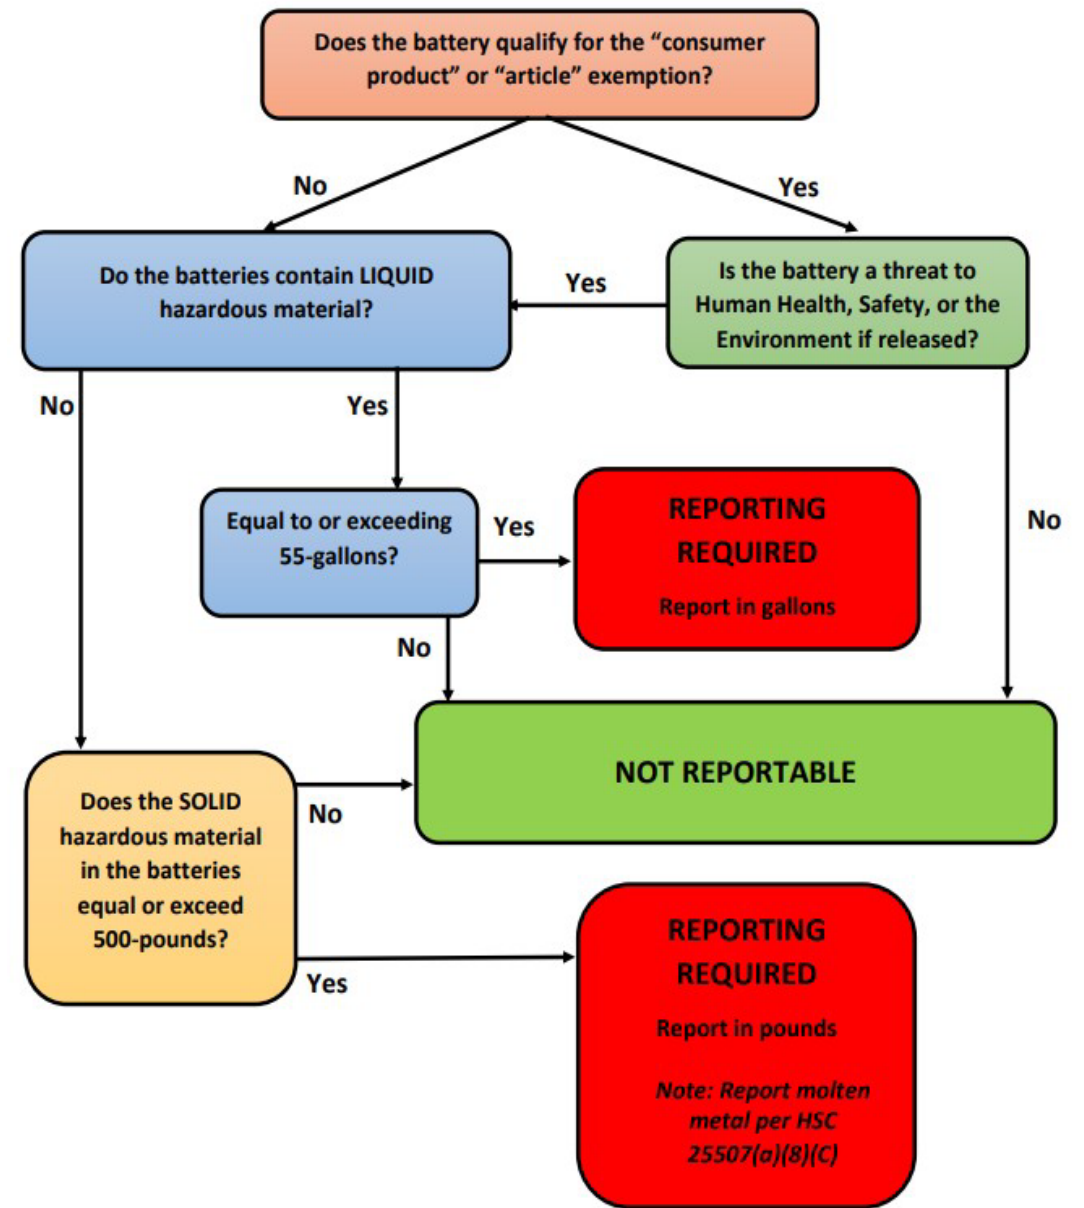 Does the battery qualify for the “consumer
product” or “article” exemption?
No
Yes
Do the batteries contain LIQUID
hazardous material?
Yes
Is the battery a threat to
Human Health, Safety, or the
Environment if released?
No
Yes
Equal to or exceeding
55-gallons?
Yes
REPORTING
REQUIRED
Report in gallons
No
No
NOT REPORTABLE
Does the SOLID
hazardous material
in the batteries
equal or exceed
500-pounds?
No
Yes
REPORTING
REQUIRED
Report in pounds
Note: Report molten
metal per HSC
25507(a)(8)(C)